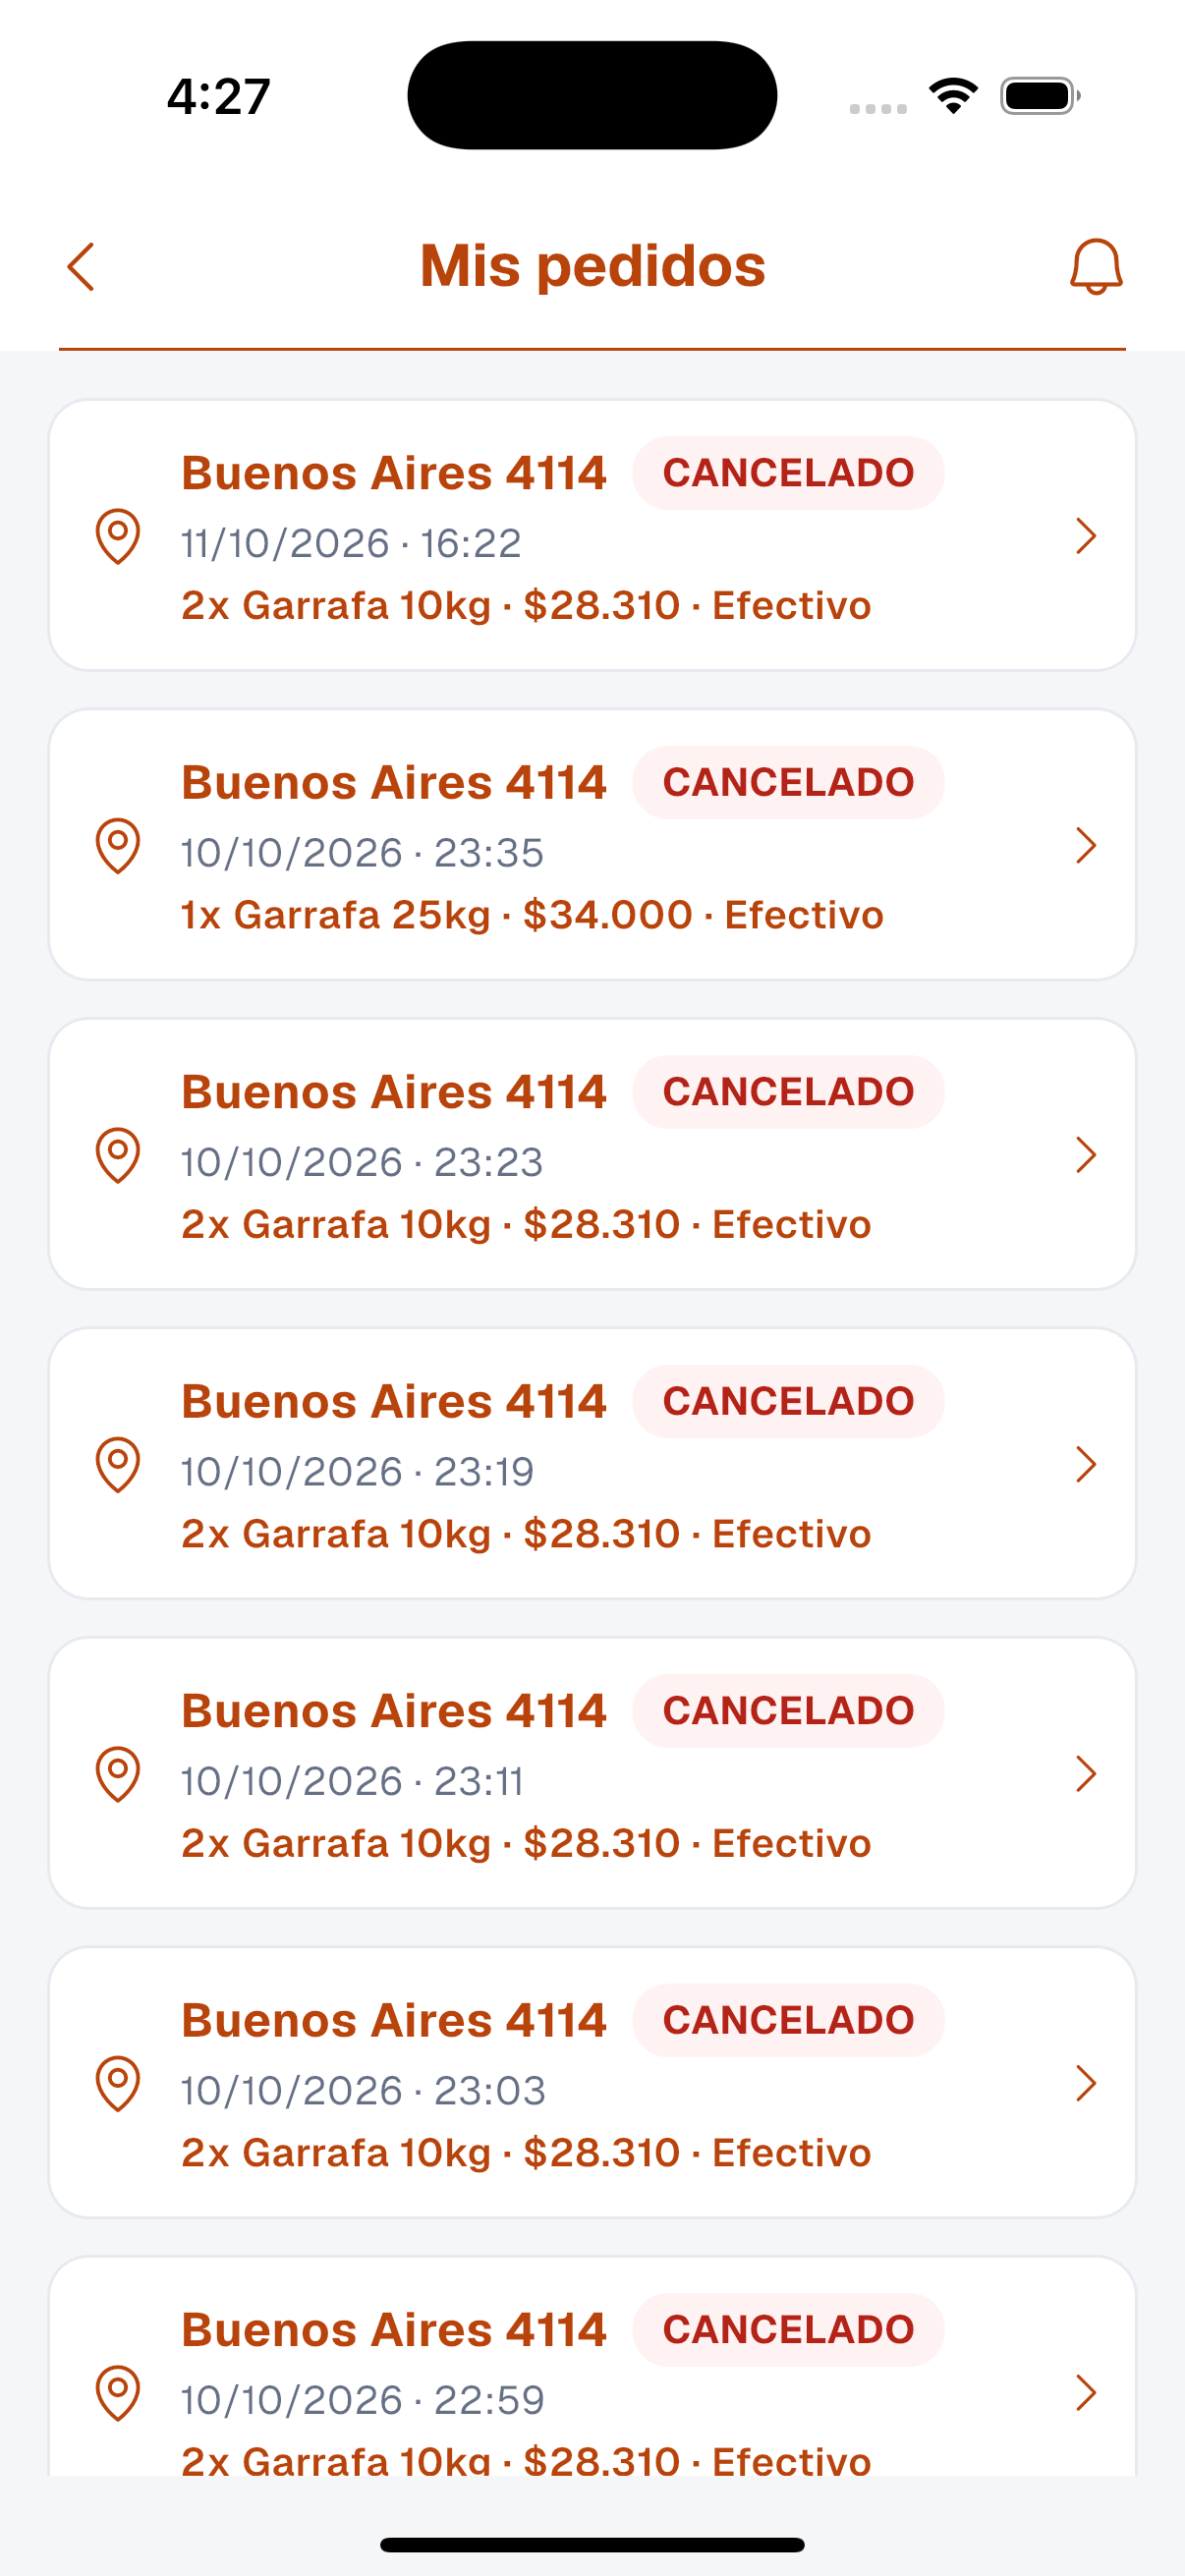 4:27
Mis pedidos
Buenos Aires 4114 CANCELADO
11/10/2026 · 16:22
2x Garrafa 10kg · $28.310 · Efectivo
Buenos Aires 4114 CANCELADO
10/10/2026 · 23:35
1x Garrafa 25kg · $34.000 · Efectivo
Buenos Aires 4114 CANCELADO
10/10/2026 · 23:23
2x Garrafa 10kg · $28.310 · Efectivo
Buenos Aires 4114 CANCELADO
10/10/2026 · 23:19
2x Garrafa 10kg · $28.310 · Efectivo
Buenos Aires 4114 CANCELADO
10/10/2026 · 23:11
2x Garrafa 10kg · $28.310 · Efectivo
Buenos Aires 4114 CANCELADO
10/10/2026 · 23:03
2x Garrafa 10kg · $28.310 · Efectivo
Buenos Aires 4114 CANCELADO
10/10/2026 · 22:59
2x Garrafa 10kg · $28.310 · Efectivo